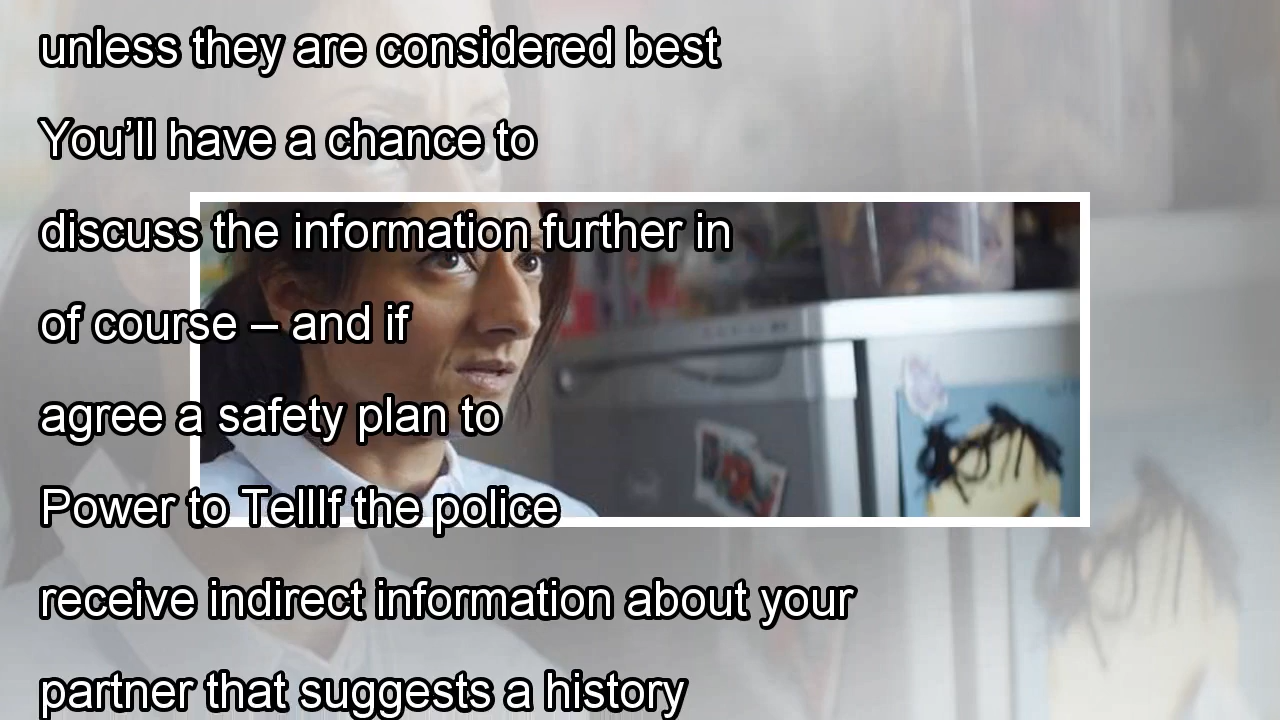 unless they are considered best
You’ll have a chance to
discuss the information further in
of course – and if
agree a safety plan to
Power to TellIf the police
receive indirect information about your
partner that suggests a history